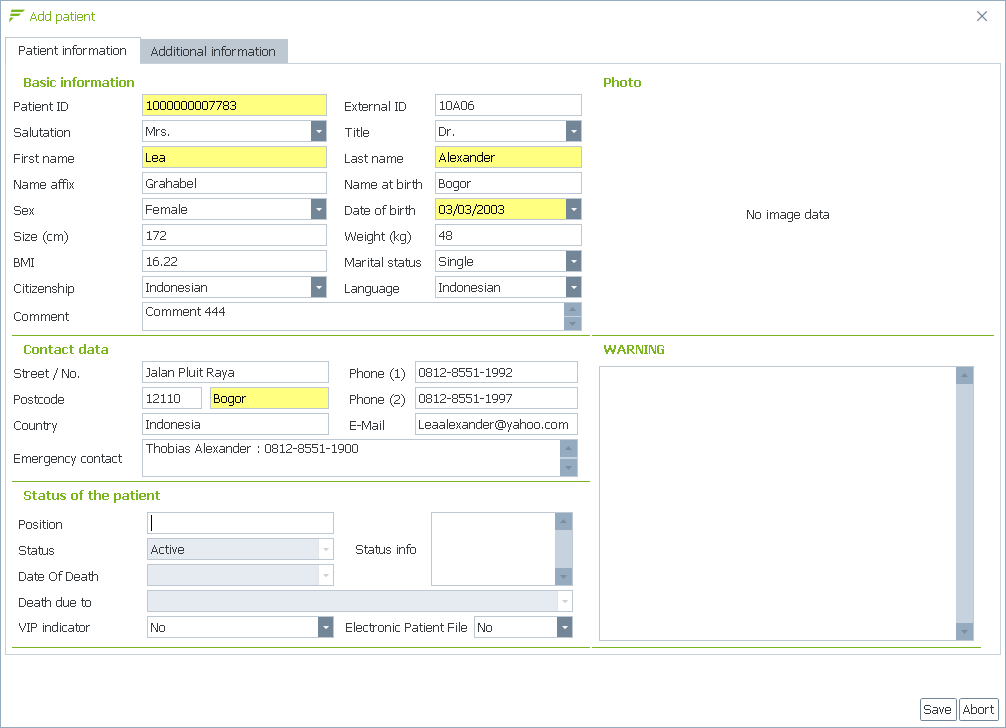 Add patient
Patient information Additional information
Basic information
Patient ID 1000000007783 External ID 10A06
Salutation Mrs. Title Dr.
First name Lea Last name Alexander
Name affix Grahabel Name at birth Bogor
Sex Female Date of birth 03/03/2003
Size (cm) 172 Weight (kg) 48
BMI 16.22 Marital status Single
Citizenship Indonesian Language Indonesian
Comment Comment 444
Photo
No image data
Contact data
Street / No. Jalan Pluit Raya Phone (1) 0812-8551-1992
Postcode 12110 Bogor Phone (2) 0812-8551-1997
Country Indonesia E-Mail Leaalexander@yahoo.com
Emergency contact Thobias Alexander : 0812-8551-1900
WARNING
Status of the patient
Position
Status Active Status info
Date Of Death
Death due to
VIP indicator No Electronic Patient File No
Save Abort